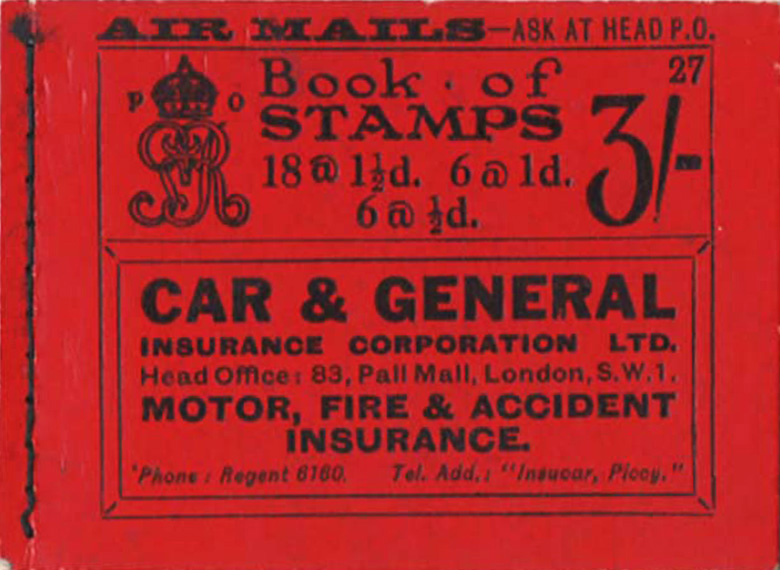 AIR MAILS—ASK AT HEAD P.O.
27
P O
Book · of
STAMPS
3/-
18 @ 1½d. 6 @ 1d.
6 @ ½d.
CAR & GENERAL
INSURANCE CORPORATION LTD.
Head Office: 83, Pall Mall, London, S.W.1.
MOTOR, FIRE & ACCIDENT
INSURANCE.
'Phone: Regent 6160. Tel. Add.: "Insucar, Piccy."